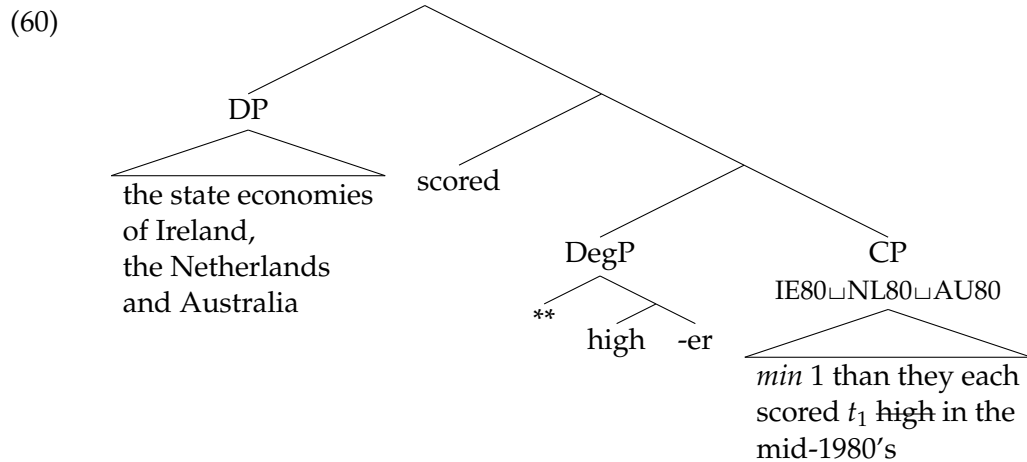 (60)
DP
the state economies
of Ireland,
the Netherlands
and Australia
scored
DegP
**
high
-er
CP
IE80⊔NL80⊔AU80
min 1 than they each
scored t₁ high in the
mid-1980's